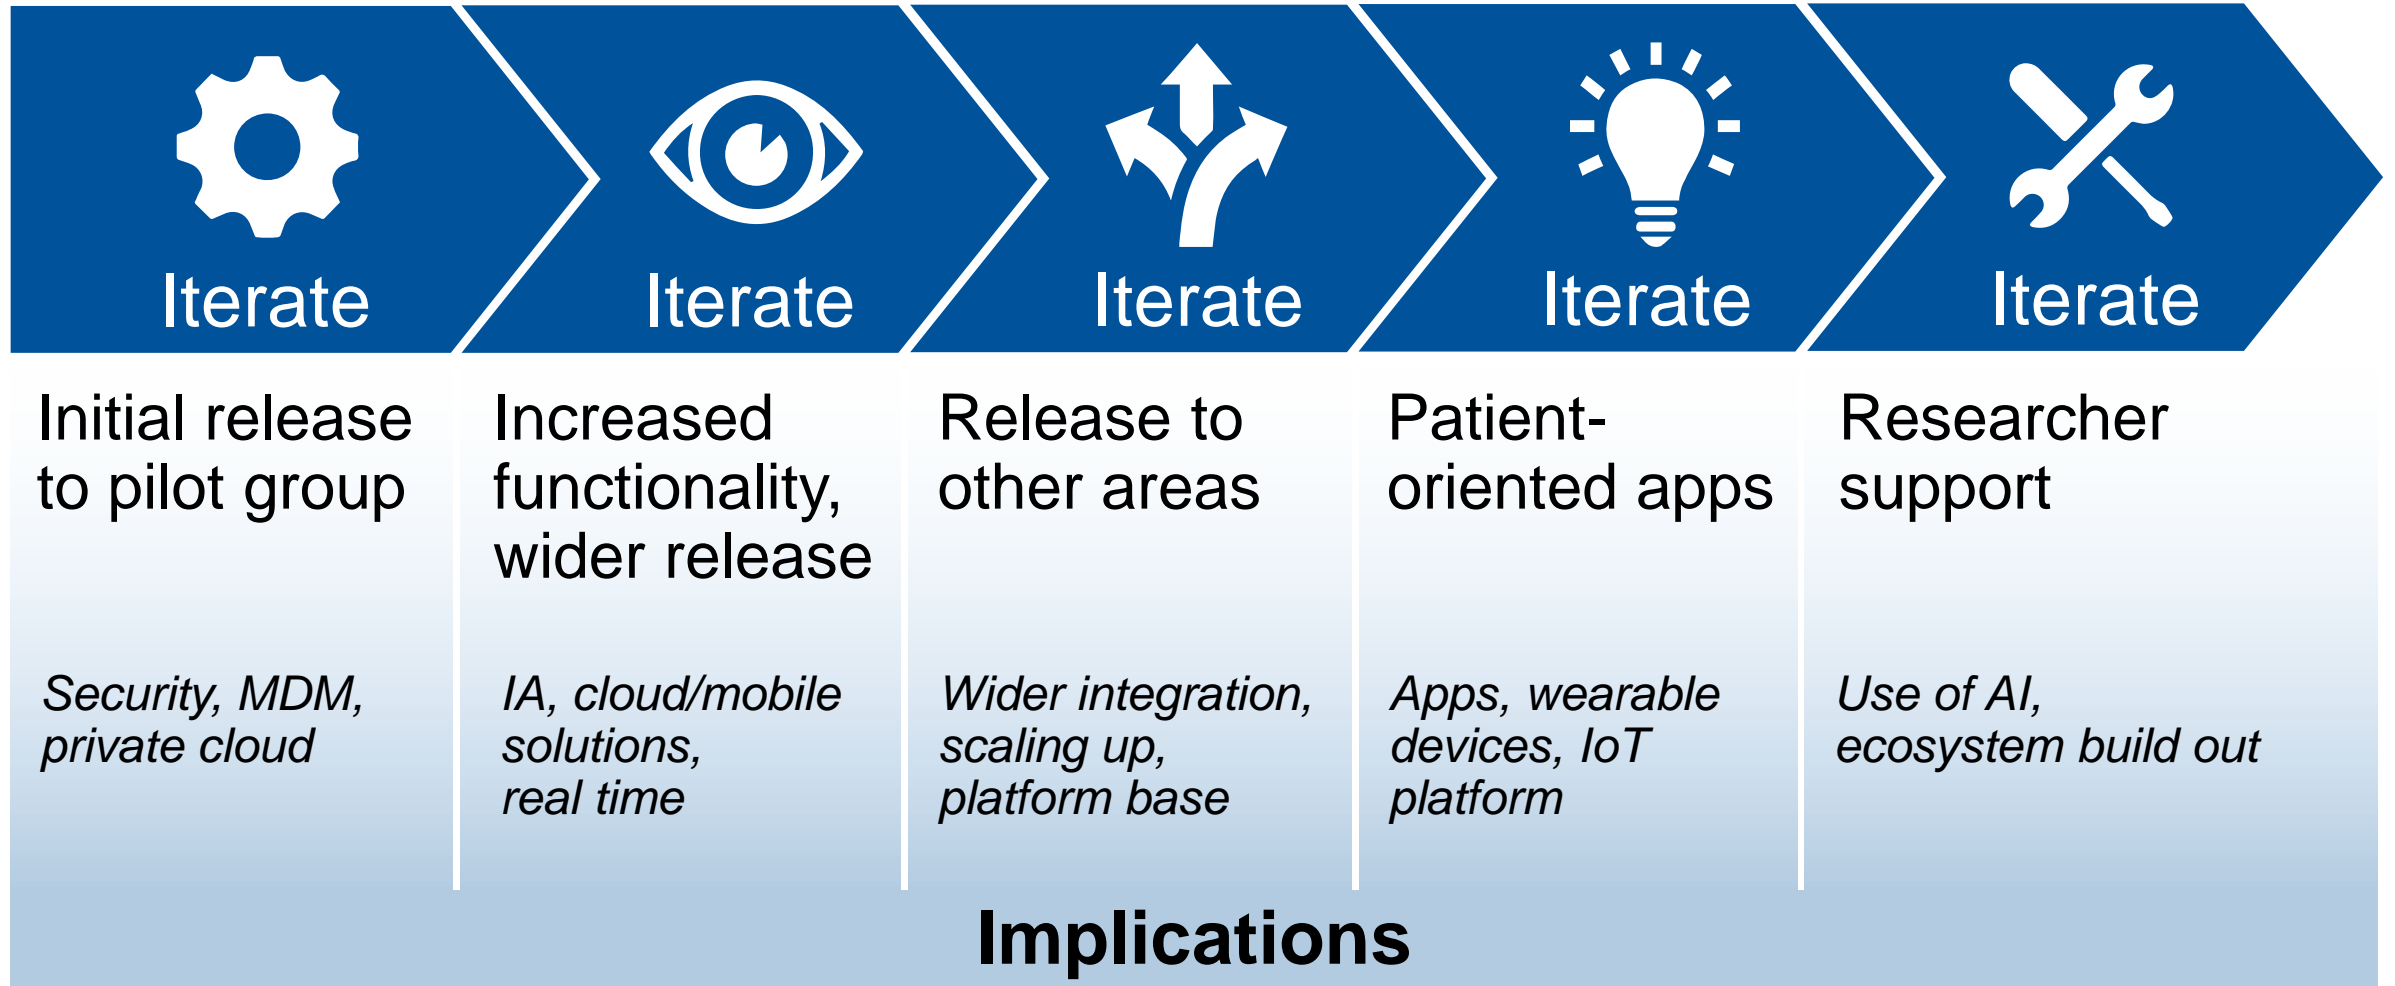 Iterate
Iterate
Iterate
Iterate
Iterate
Initial release
to pilot group
Increased
functionality,
wider release
Release to
other areas
Patient-
oriented apps
Researcher
support
Security, MDM,
private cloud
IA, cloud/mobile
solutions,
real time
Wider integration,
scaling up,
platform base
Apps, wearable
devices, IoT
platform
Use of AI,
ecosystem build out
Implications